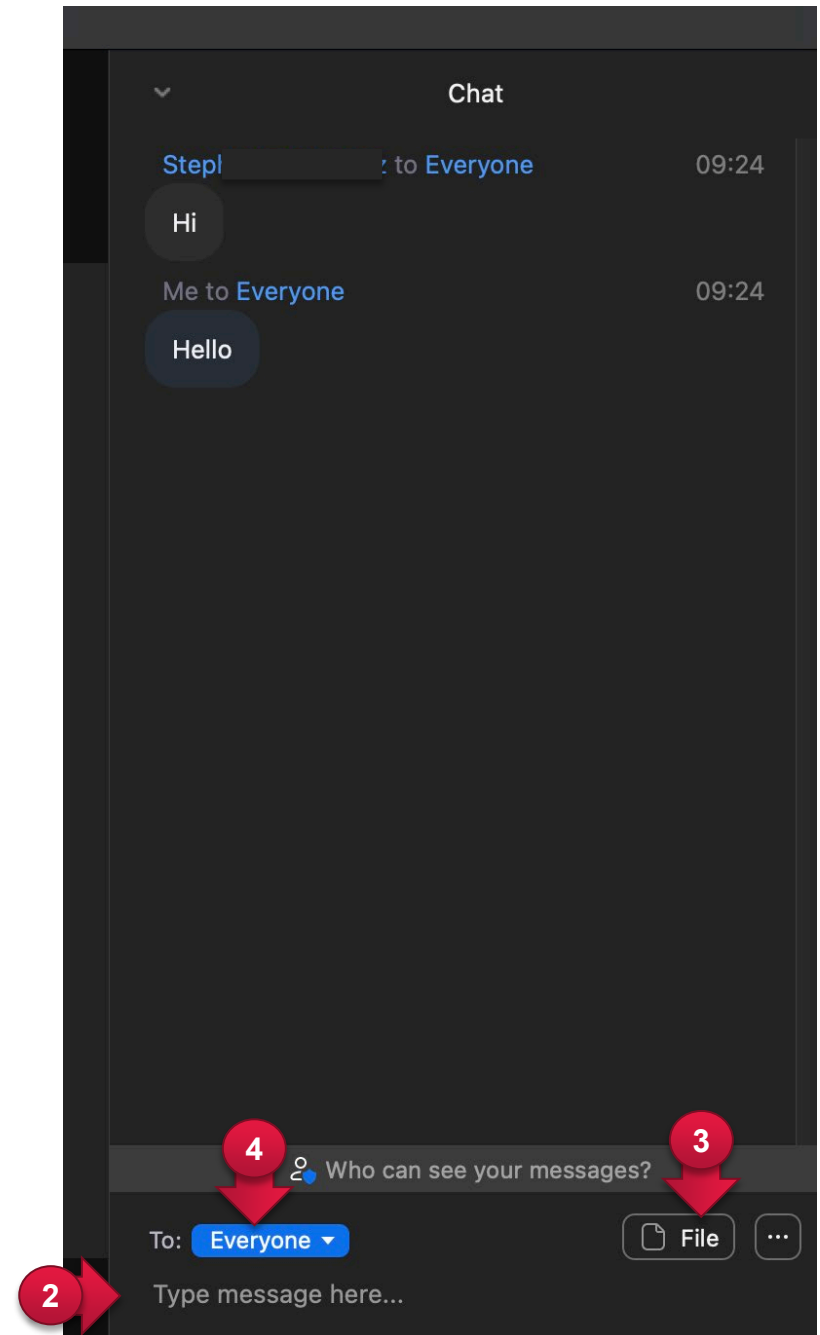 Chat
to Everyone 09:24
Hi
Me to Everyone 09:24
Hello
4
3
Who can see your messages?
To: Everyone File
2 Type message here...